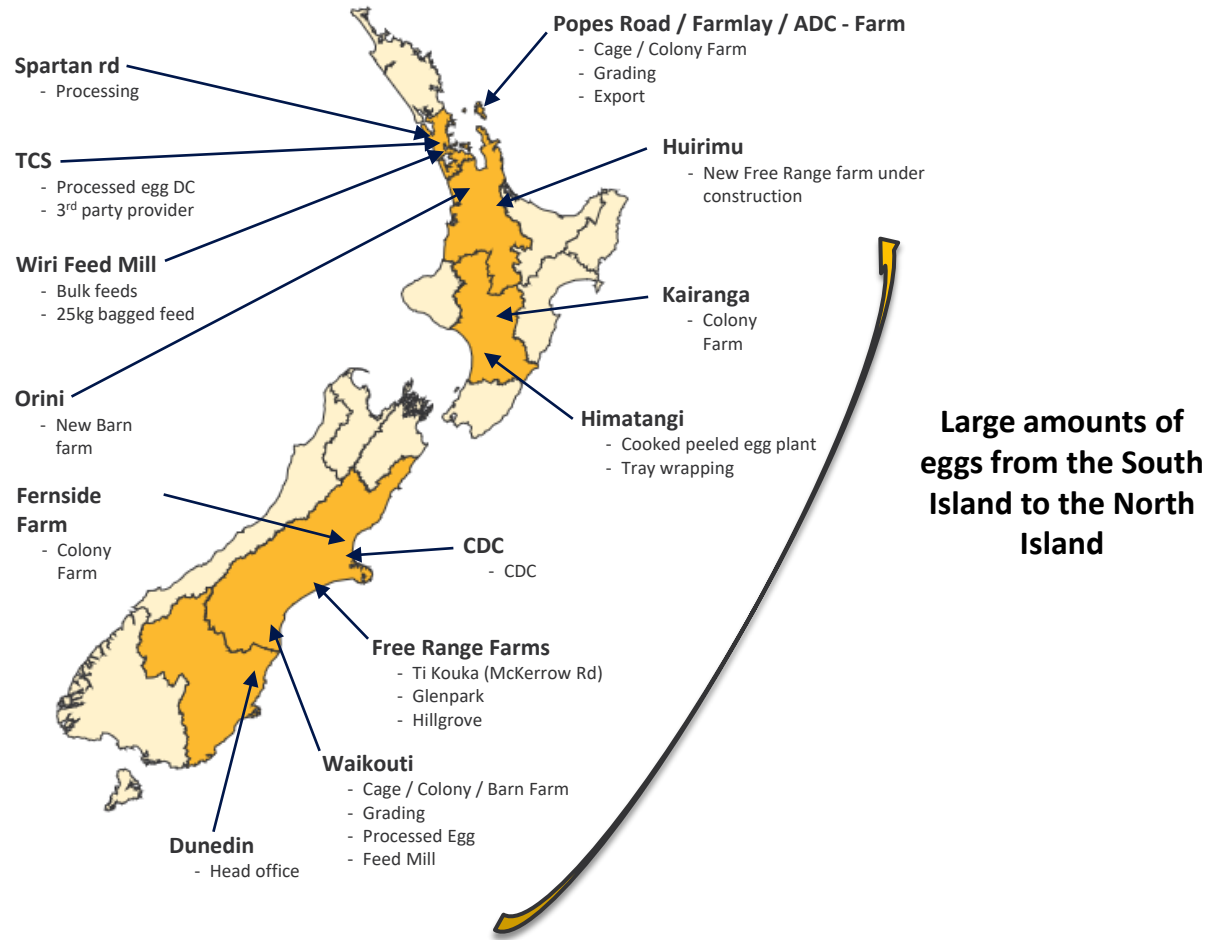 Popes Road / Farmlay / ADC - Farm
- Cage / Colony Farm
- Grading
- Export
Spartan rd
- Processing
TCS
- Processed egg DC
- 3rd party provider
Huirimu
- New Free Range farm under
construction
Wiri Feed Mill
- Bulk feeds
- 25kg bagged feed
Kairanga
- Colony
Farm
Orini
- New Barn
farm
Himatangi
- Cooked peeled egg plant
- Tray wrapping
Large amounts of
eggs from the South
Island to the North
Island
Fernside
Farm
- Colony
Farm
CDC
- CDC
Free Range Farms
- Ti Kouka (McKerrow Rd)
- Glenpark
- Hillgrove
Waikouti
- Cage / Colony / Barn Farm
- Grading
- Processed Egg
- Feed Mill
Dunedin
- Head office